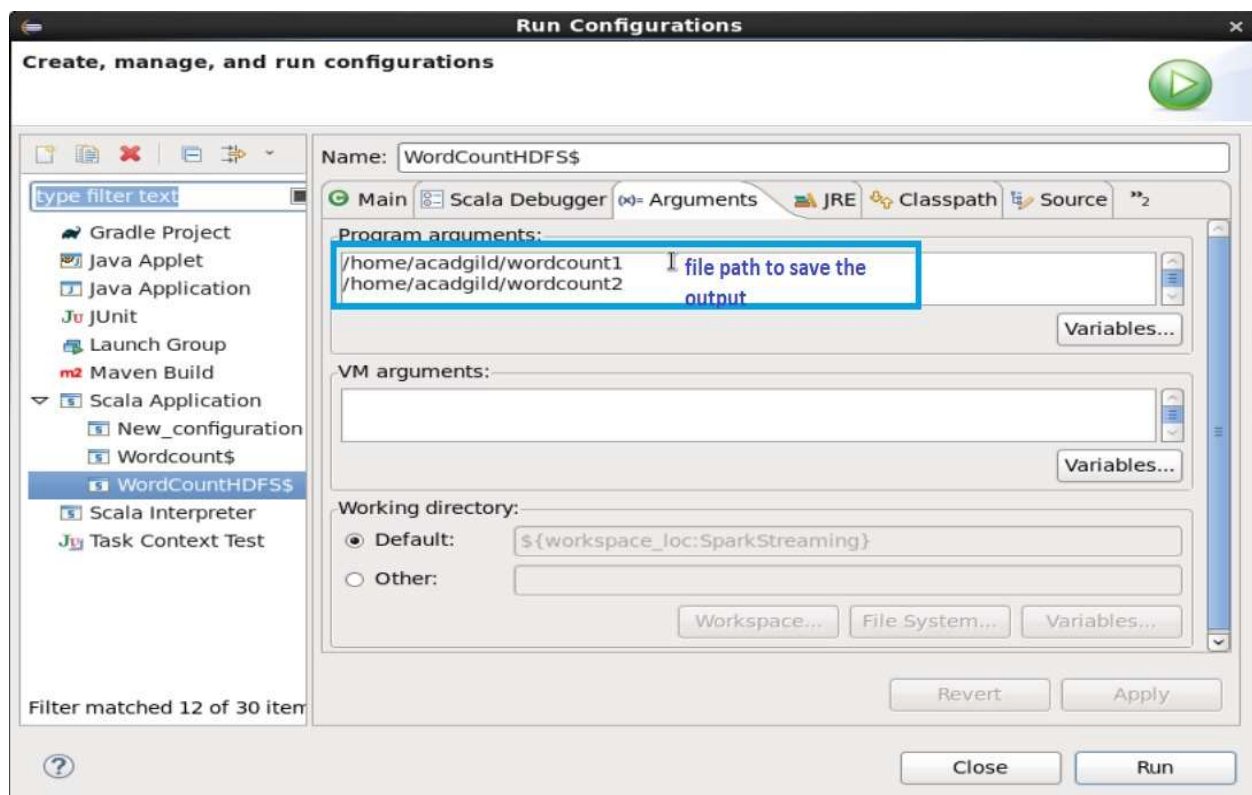 Run Configurations
Create, manage, and run configurations
type filter text
Gradle Project
Java Applet
Java Application
Ju JUnit
Launch Group
m2 Maven Build
Scala Application
New_configuration
Wordcount$
WordCountHDFS$
Scala Interpreter
Ju Task Context Test
Filter matched 12 of 30 item
Name: WordCountHDFS$
Main Scala Debugger (x)= Arguments JRE Classpath Source »2
Program arguments:
/home/acadgild/wordcount1
/home/acadgild/wordcount2
file path to save the
output
Variables...
VM arguments:
Variables...
Working directory:
Default: ${workspace_loc:SparkStreaming}
Other:
Workspace... File System... Variables...
Revert Apply
? Close Run